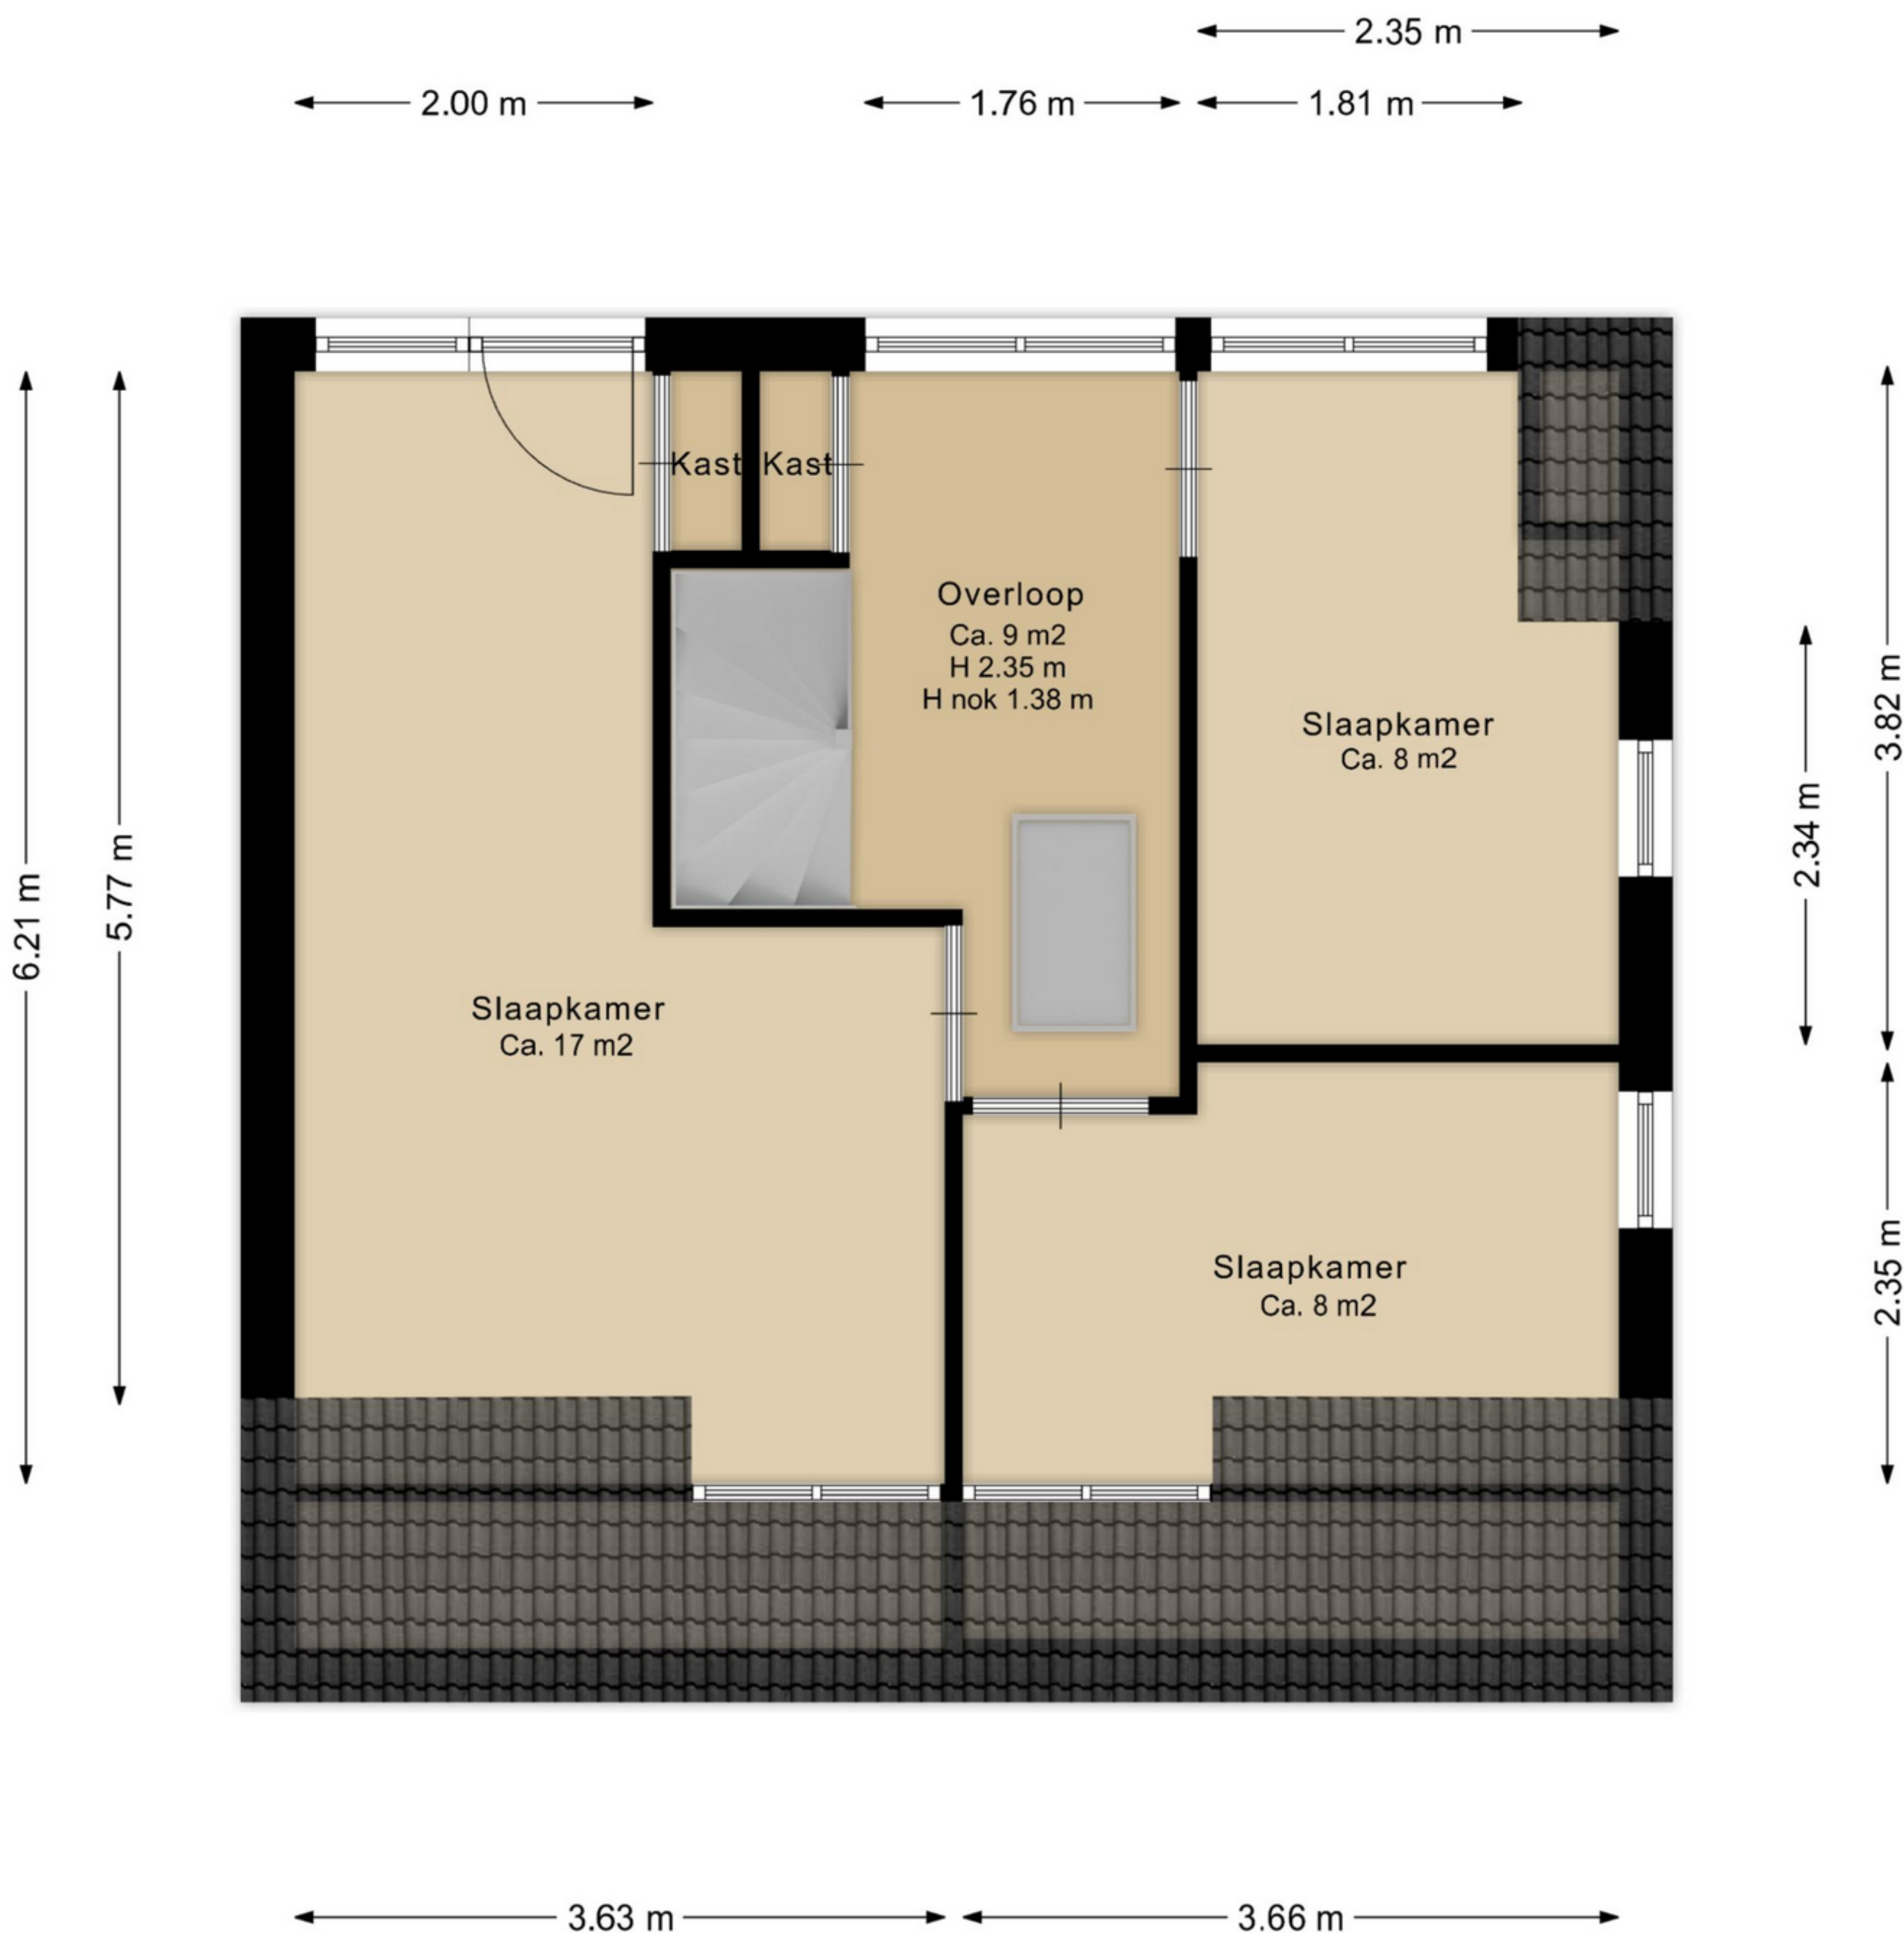 2.35 m
2.00 m
1.76 m
1.81 m
Kast
Kast
Overloop
Ca. 9 m2
H 2.35 m
H nok 1.38 m
Slaapkamer
Ca. 8 m2
3.82 m
2.34 m
6.21 m
5.77 m
Slaapkamer
Ca. 17 m2
Slaapkamer
Ca. 8 m2
2.35 m
3.63 m
3.66 m